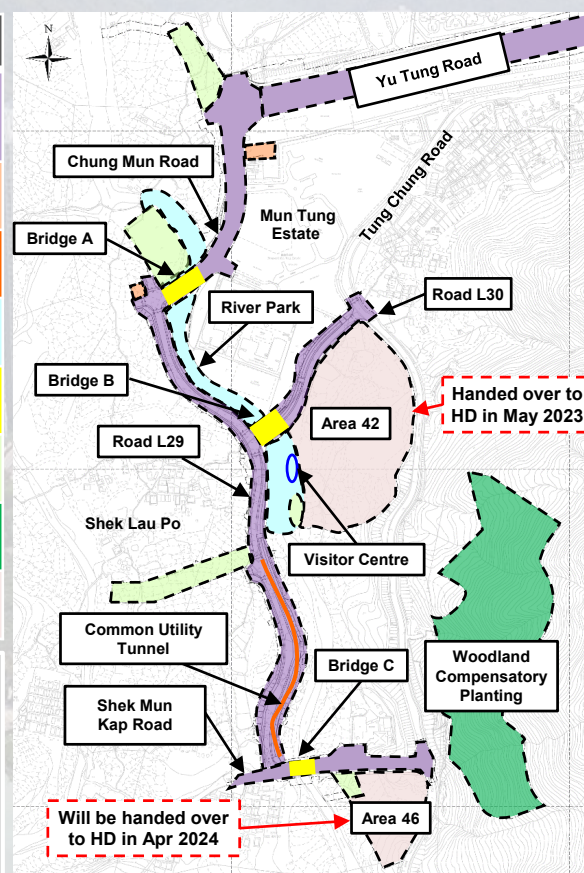 N
Yu Tung Road
Chung Mun Road
Tung Chung Road
Mun Tung
Estate
Bridge A
River Park
Road L30
Bridge B
Area 42
Handed over to
HD in May 2023
Road L29
Shek Lau Po
Visitor Centre
Common Utility
Tunnel
Bridge C
Woodland
Compensatory
Planting
Shek Mun
Kap Road
Will be handed over
to HD in Apr 2024
Area 46